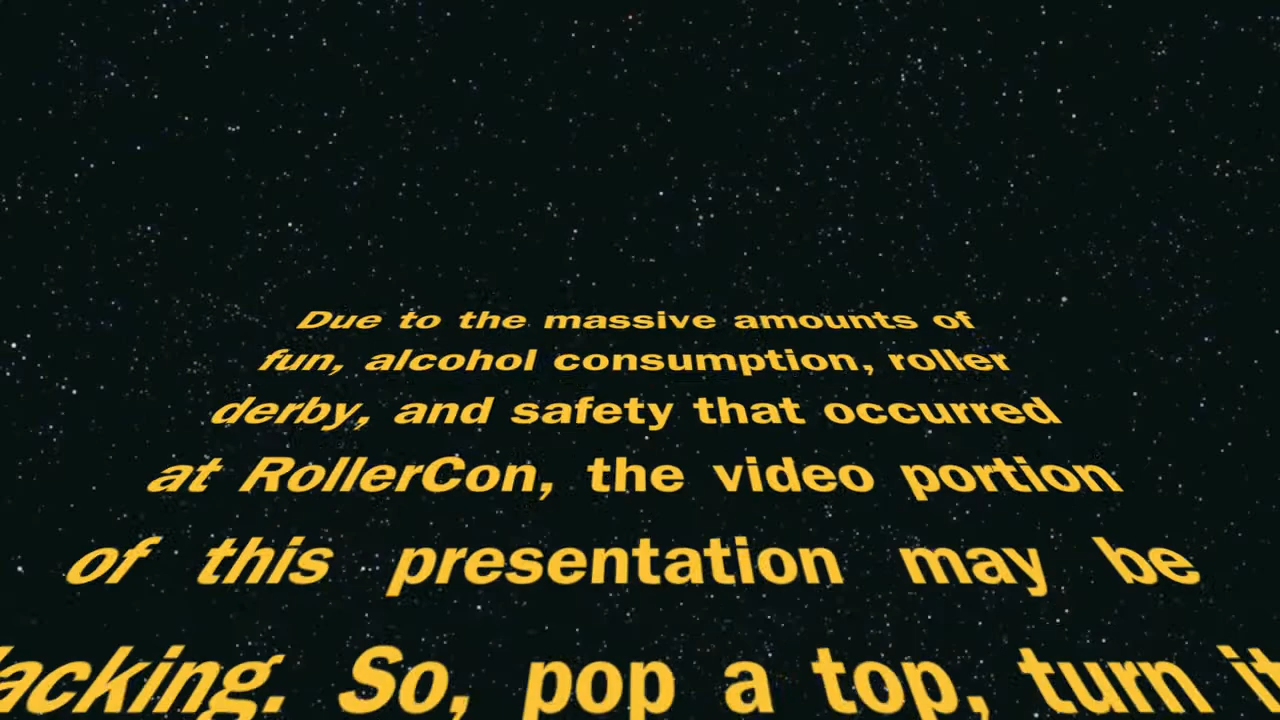 Due to the massive amounts of
fun, alcohol consumption, roller
derby, and safety that occurred
at RollerCon, the video portion
of this presentation may be
lacking. So, pop a top, turn it